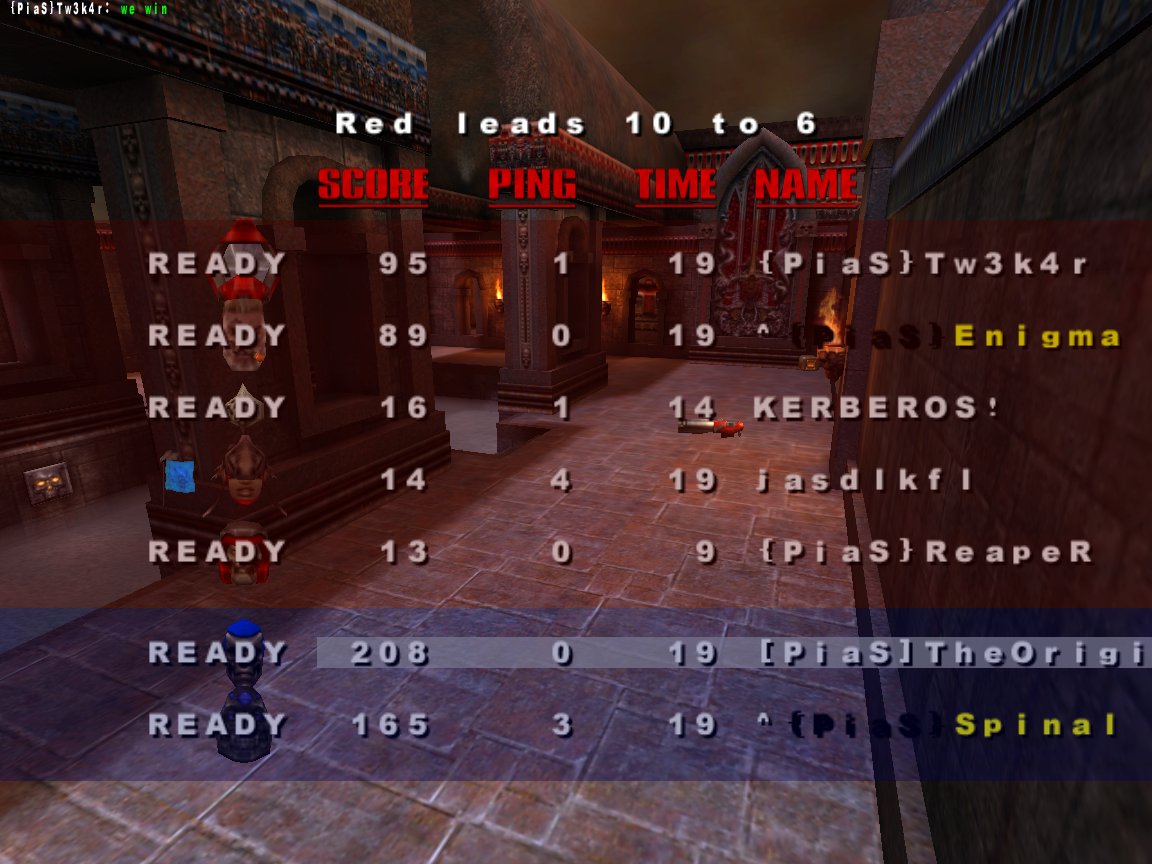 {PiaS}Tw3k4r: we win
Red leads 10 to 6
SCORE PING TIME NAME
READY 95 1 19 {PiaS}Tw3k4r
READY 89 0 19 ^ {PiaS}Enigma
READY 16 1 14 KERBEROS!
14 4 19 jasdlkfl
READY 13 0 9 {PiaS}ReapeR
READY 208 0 19 [PiaS]TheOrigi
READY 165 3 19 ^ {PiaS}Spinal